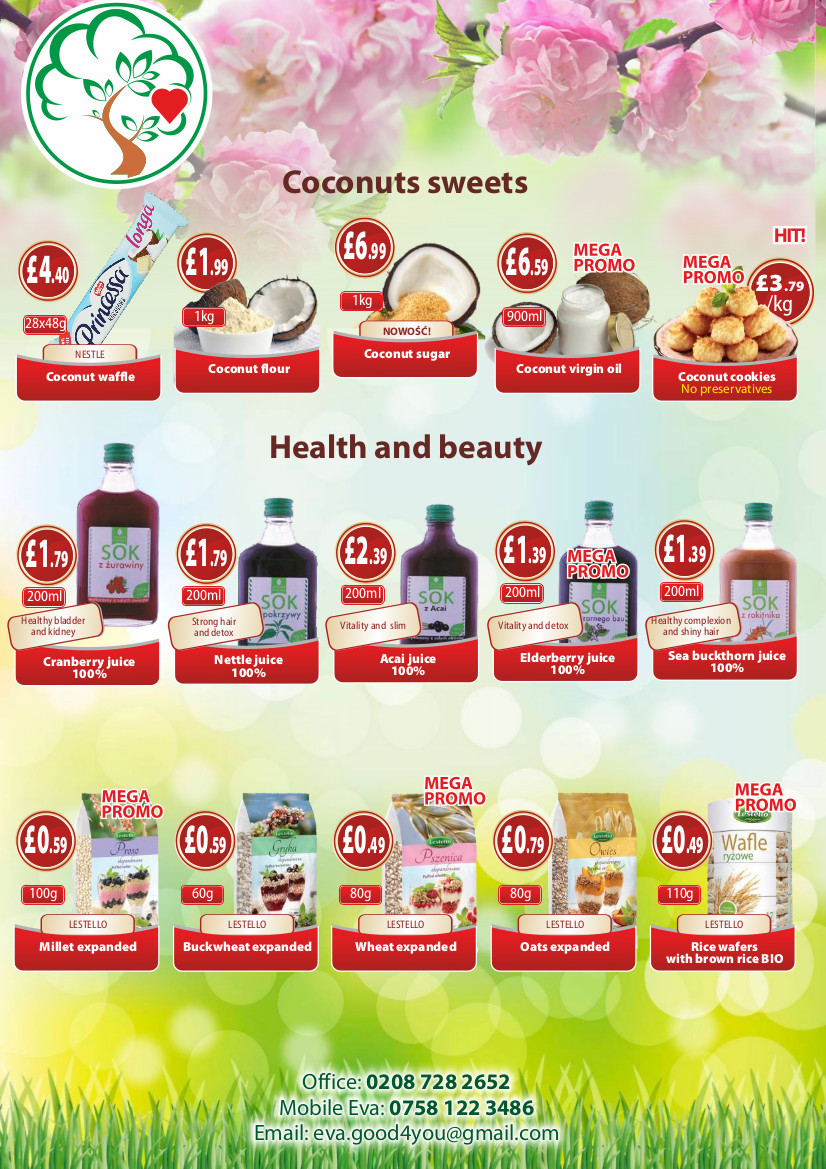 Coconuts sweets
£4.40
28x48g
Princessa
longa
NESTLE
Coconut waffle
£1.99
1kg
Coconut flour
£6.99
1kg
NOWOŚĆ!
Coconut sugar
£6.59
MEGA
PROMO
900ml
Coconut virgin oil
HIT!
MEGA
PROMO
£3.79
/kg
Coconut cookies
No preservatives
Health and beauty
£1.79
200ml
SOK
z żurawiny
Healthy bladder
and kidney
Cranberry juice
100%
£1.79
200ml
SOK
pokrzywy
Strong hair
and detox
Nettle juice
100%
£2.39
200ml
SOK
z Acai
Vitality and slim
Acai juice
100%
£1.39
MEGA
PROMO
200ml
SOK
zarnego bzu
Vitality and detox
Elderberry juice
100%
£1.39
200ml
SOK
z rokitnika
Healthy complexion
and shiny hair
Sea buckthorn juice
100%
MEGA
PROMO
£0.59
100g
Lestello
Proso
LESTELLO
Millet expanded
£0.59
60g
Lestello
Gryka
LESTELLO
Buckwheat expanded
MEGA
PROMO
£0.49
80g
Lestello
Pszenica
LESTELLO
Wheat expanded
£0.79
80g
Lestello
Owies
LESTELLO
Oats expanded
MEGA
PROMO
£0.49
110g
Lestello
Wafle
ryżowe
LESTELLO
Rice wafers
with brown rice BIO
Office: 0208 728 2652
Mobile Eva: 0758 122 3486
Email: eva.good4you@gmail.com